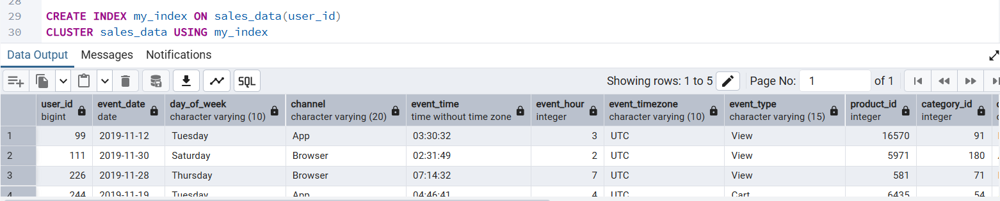 28
29 CREATE INDEX my_index ON sales_data(user_id)
30 CLUSTER sales_data USING my_index
Data Output Messages Notifications
SQL Showing rows: 1 to 5 Page No: 1 of 1
user_id event_date day_of_week channel event_time event_hour event_timezone event_type product_id category_id
bigint date character varying (10) character varying (20) time without time zone integer character varying (10) character varying (15) integer integer
1 99 2019-11-12 Tuesday App 03:30:32 3 UTC View 16570 91
2 111 2019-11-30 Saturday Browser 02:31:49 2 UTC View 5971 180
3 226 2019-11-28 Thursday Browser 07:14:32 7 UTC View 581 71
4 244 2019-11-19 Tuesday App 04:46:41 4 UTC Cart 6435 54